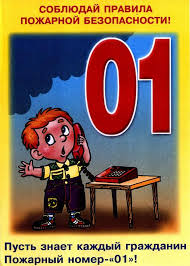 СОБЛЮДАЙ ПРАВИЛА
ПОЖАРНОЙ БЕЗОПАСНОСТИ!
01
Пусть знает каждый гражданин
Пожарный номер-«01»!